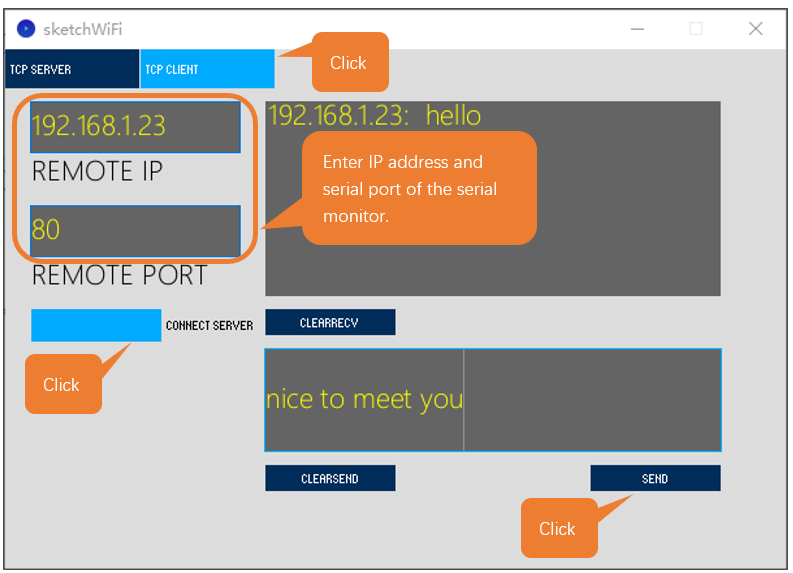 sketchWiFi
TCP SERVER
TCP CLIENT
Click
192.168.1.23
REMOTE IP
80
REMOTE PORT
192.168.1.23: hello
Enter IP address and
serial port of the serial
monitor.
CONNECT SERVER
CLEARRECV
Click
nice to meet you
CLEARSEND
SEND
Click